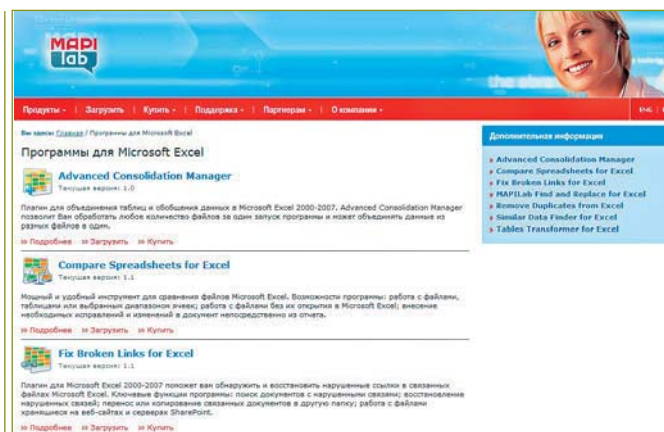 MAPI
lab
Продукты
Загрузить
Купить
Поддержка
Партнерам
О компании
ENG
Вы здесь: Главная / Программы для Microsoft Excel
Программы для Microsoft Excel
Advanced Consolidation Manager
Текущая версия: 1.0
Плагин для объединения таблиц и обобщения данных в Microsoft Excel 2000-2007. Advanced Consolidation Manager
позволит Вам обработать любое количество файлов за один запуск программы и может объединять данные из
разных файлов в один.
»» Подробнее »» Загрузить »» Купить
Compare Spreadsheets for Excel
Текущая версия: 1.1
Мощный и удобный инструмент для сравнения файлов Microsoft Excel. Возможности программы: работа с файлами,
таблицами или выбранным диапазоном ячеек; работа с файлами без их открытия в Microsoft Excel; внесение
необходимых исправлений и изменений в документ непосредственно из отчета.
»» Подробнее »» Загрузить »» Купить
Fix Broken Links for Excel
Текущая версия: 1.1
Плагин для Microsoft Excel 2000-2007 поможет вам обнаружить и восстановить нарушенные ссылки в связанных
файлах Microsoft Excel. Ключевые функции программы: поиск документов с нарушенными связями; восстановление
нарушенных связей; перенос или копирование связанных документов в другую папку; работа с файлами
хранящиеся на веб-сайтах и серверах SharePoint.
»» Подробнее »» Загрузить »» Купить
Дополнительная информация
» Advanced Consolidation Manager
» Compare Spreadsheets for Excel
» Fix Broken Links for Excel
» MAPILab Find and Replace for Excel
» Remove Duplicates from Excel
» Similar Data Finder for Excel
» Tables Transformer for Excel